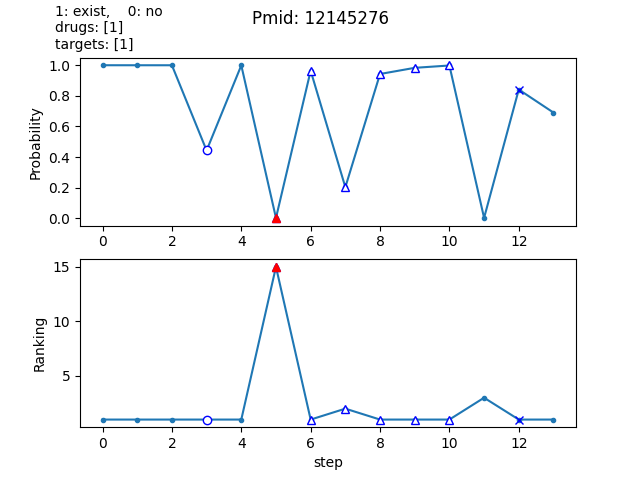 1: exist,    0: no
drugs: [1]
targets: [1]
Pmid: 12145276
Probability
1.0
0.8
0.6
0.4
0.2
0.0
0 2 4 6 8 10 12
Ranking
15
10
5
0 2 4 6 8 10 12
step